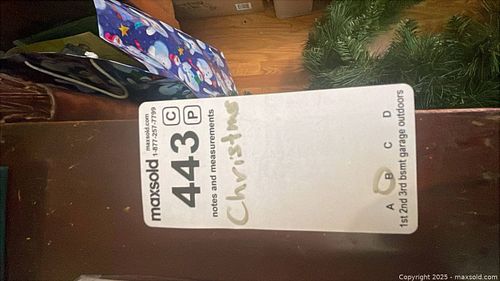 maxsold
maxsold.com
1-877-257-7799
443
C
P
notes and measurements
Christmas
A B C D
1st 2nd 3rd bsmt garage outdoors
Copyright © 2025 - maxsold.com